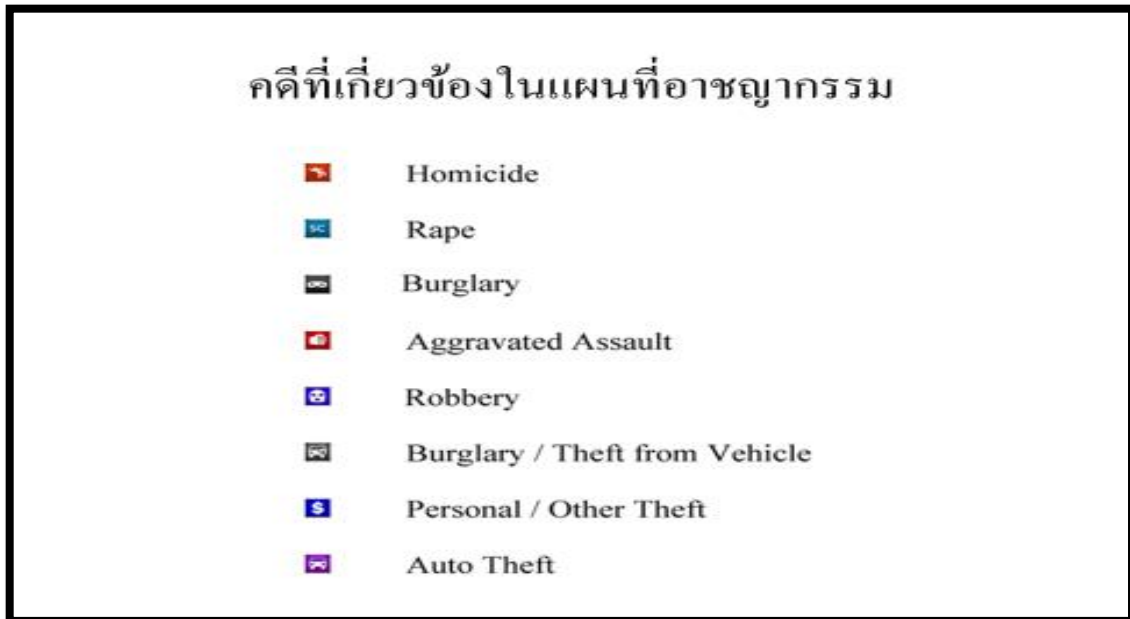 คดีที่เกี่ยวข้องในแผนที่อาชญากรรม
Homicide
SC Rape
Burglary
Aggravated Assault
Robbery
Burglary / Theft from Vehicle
$ Personal / Other Theft
Auto Theft